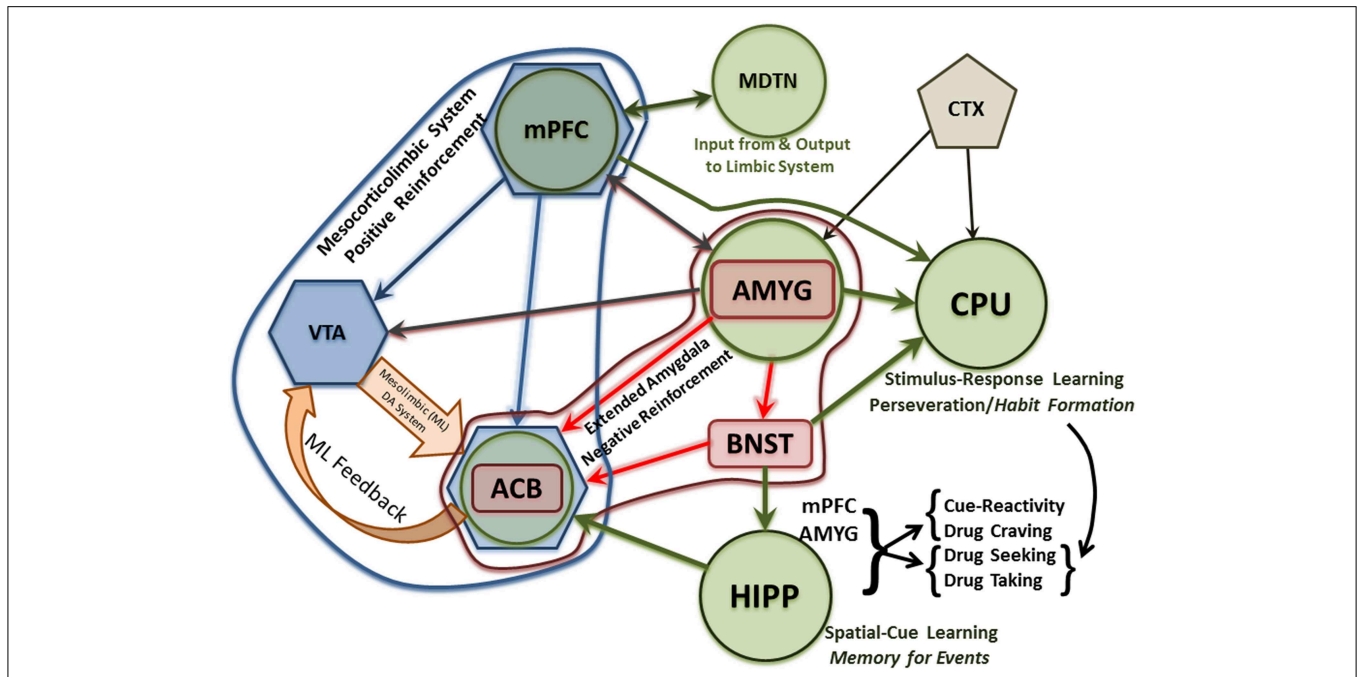 MDTN
CTX
mPFC
Mesocorticolimbic System
Positive Reinforcement
Input from & Output
to Limbic System
AMYG
CPU
VTA
Mesolimbic (ML)
DA System
Extended Amygdala
Negative Reinforcement
Stimulus-Response Learning
Perseveration/Habit Formation
BNST
ML Feedback
ACB
mPFC
AMYG
Cue-Reactivity
Drug Craving
Drug Seeking
Drug Taking
HIPP
Spatial-Cue Learning
Memory for Events